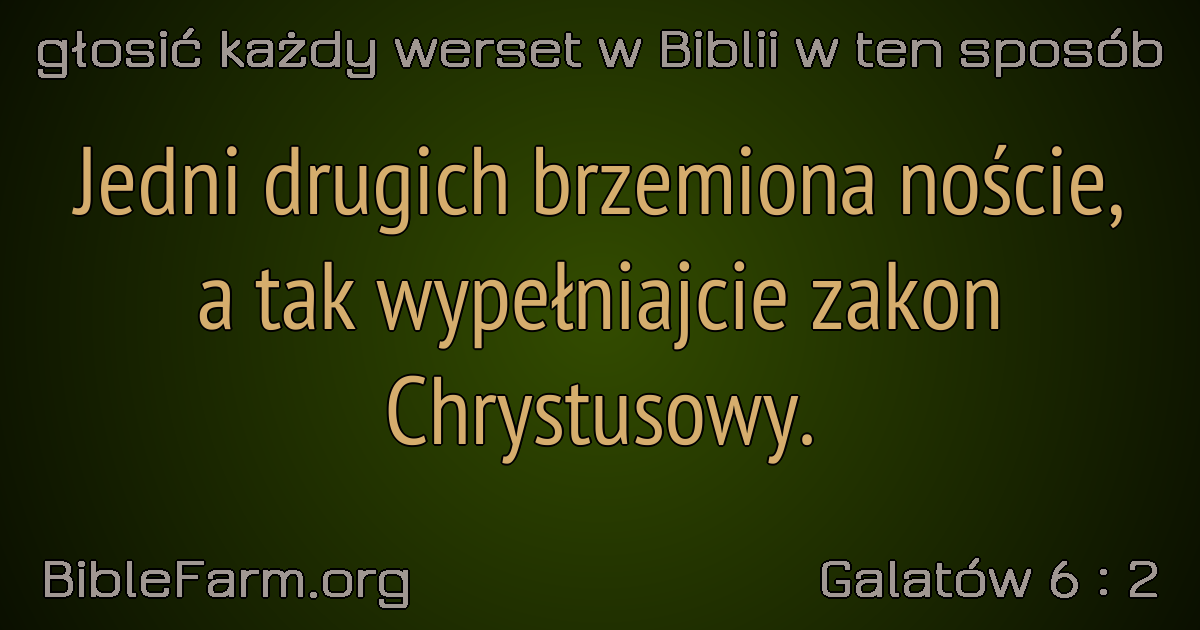 głosić każdy werset w Biblii w ten sposób
Jedni drugich brzemiona noście,
a tak wypełniajcie zakon
Chrystusowy.
BibleFarm.org
Galatów 6 : 2